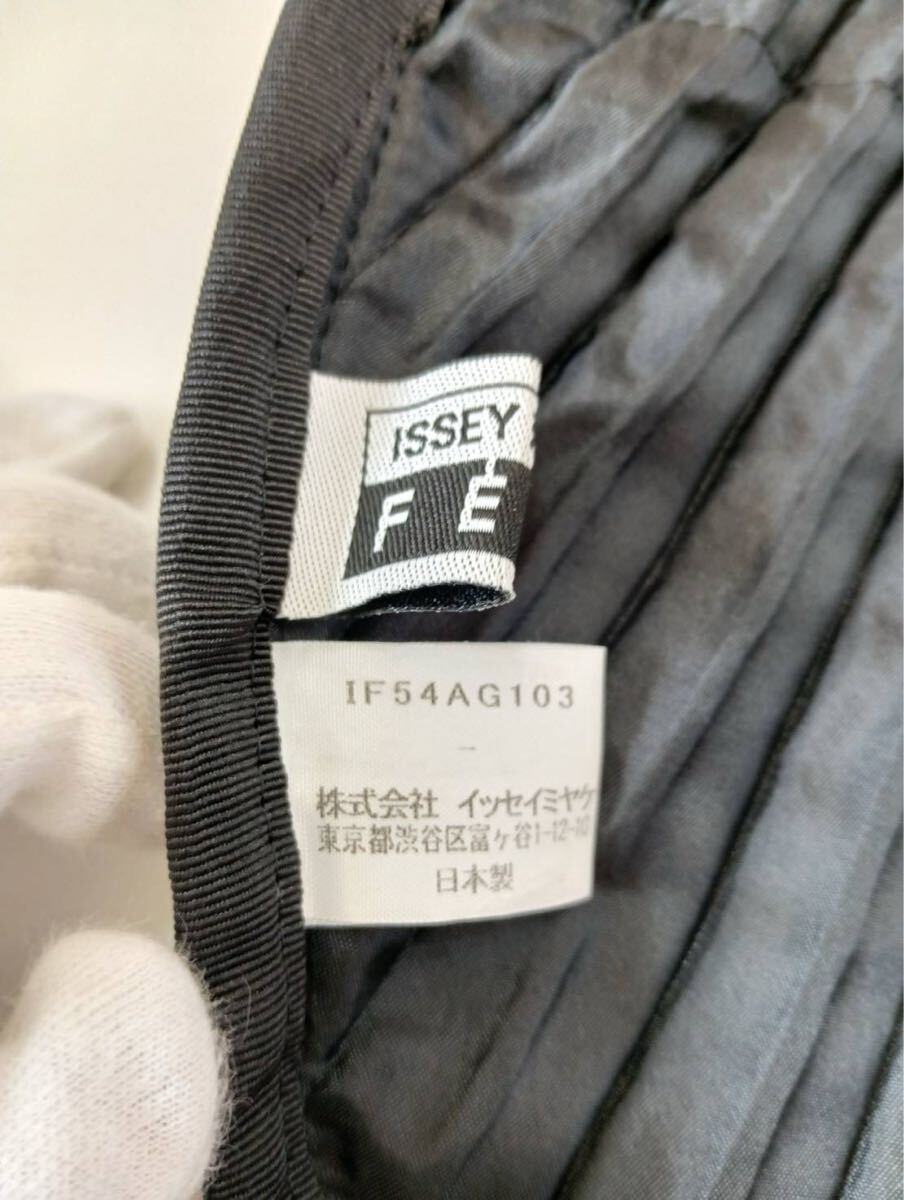 ISSEY
FÊ
IF54AG103
-
株式会社 イッセイミヤケ
東京都渋谷区富ヶ谷1-12-10
日本製